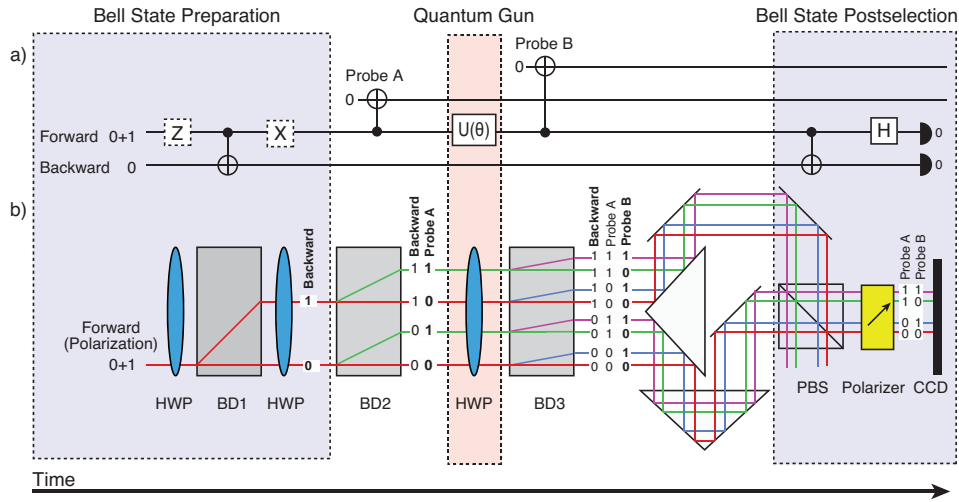 Bell State Preparation
Quantum Gun
Bell State Postselection
a)
Probe B
0
Probe A
0
Forward 0+1
Z
X
U(θ)
H
0
Backward 0
0
b)
Backward
Backward
Probe A
Backward
Probe A
Probe B
Probe A
Probe B
1 1 1
1 1
1 1 0
1 0 1
1
1 0
1 0 0
0 1 1
0 1
0 1 0
0 0 1
0
0 0
0 0 0
1 1
1 0
0 1
0 0
Forward
(Polarization)
0+1
HWP
BD1
HWP
BD2
HWP
BD3
PBS
Polarizer
CCD
Time